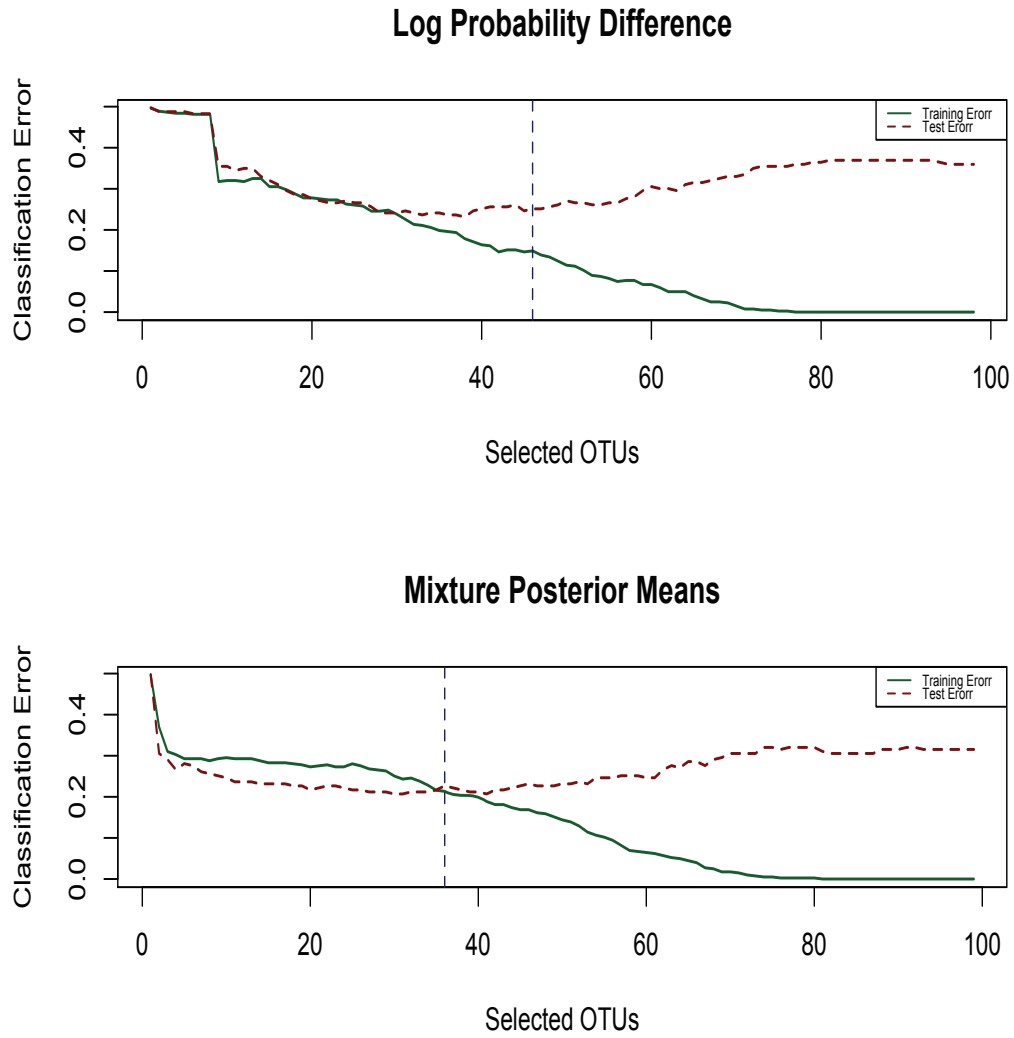 Log Probability Difference
Classification Error
0.4
0.2
0.0
Training Erorr
Test Erorr
0 20 40 60 80 100
Selected OTUs
Mixture Posterior Means
Classification Error
0.4
0.2
0.0
Training Erorr
Test Erorr
0 20 40 60 80 100
Selected OTUs